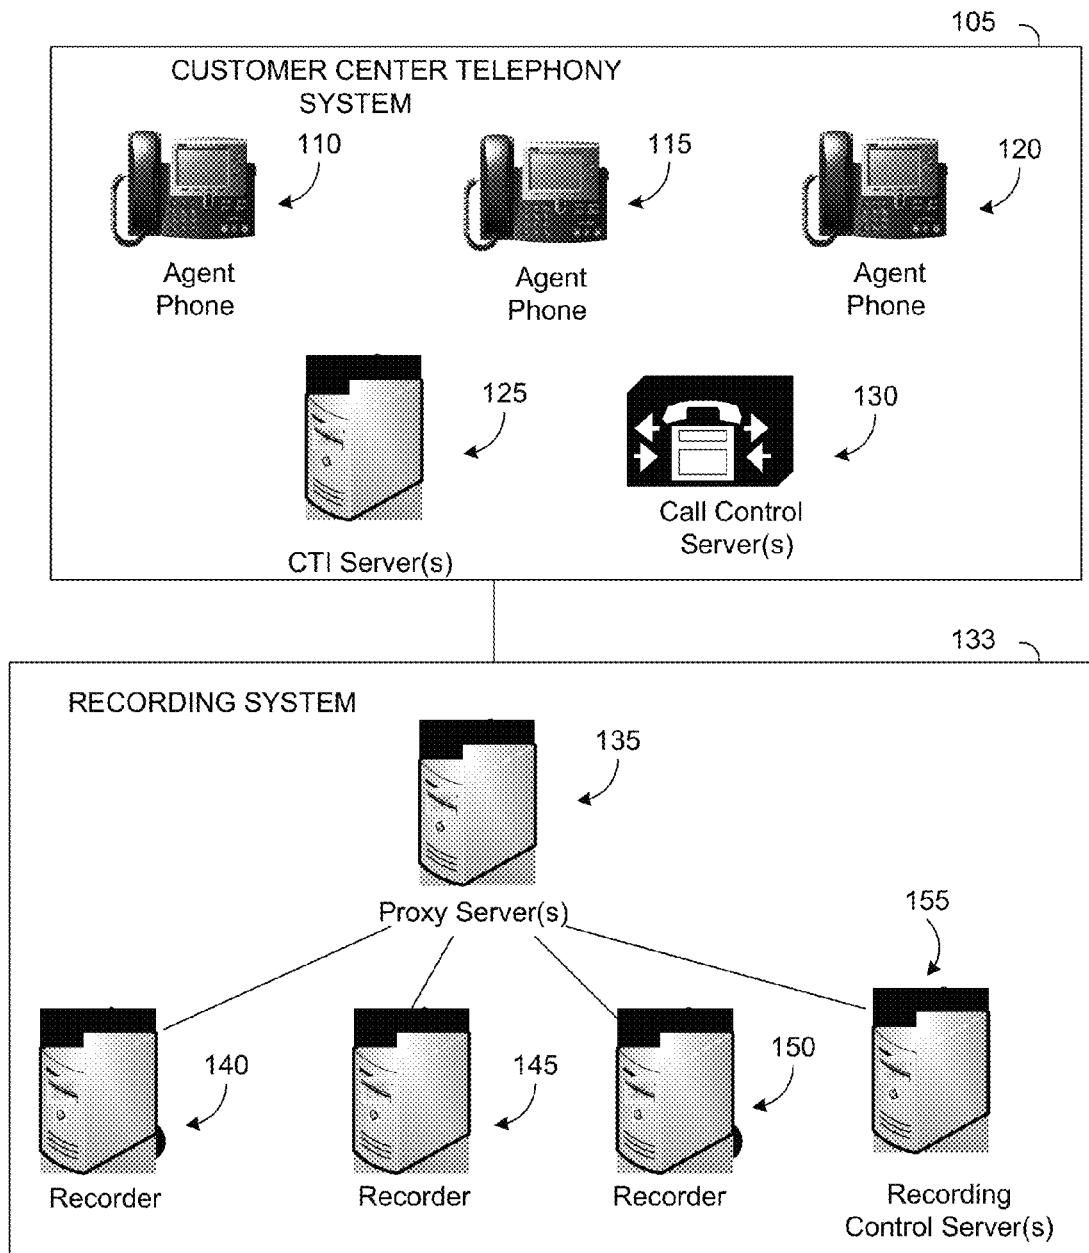 105
CUSTOMER CENTER TELEPHONY
SYSTEM
110
115
120
Agent
Phone
Agent
Phone
Agent
Phone
125
130
CTI Server(s)
Call Control
Server(s)
133
RECORDING SYSTEM
135
Proxy Server(s)
155
140
145
150
Recorder
Recorder
Recorder
Recording
Control Server(s)